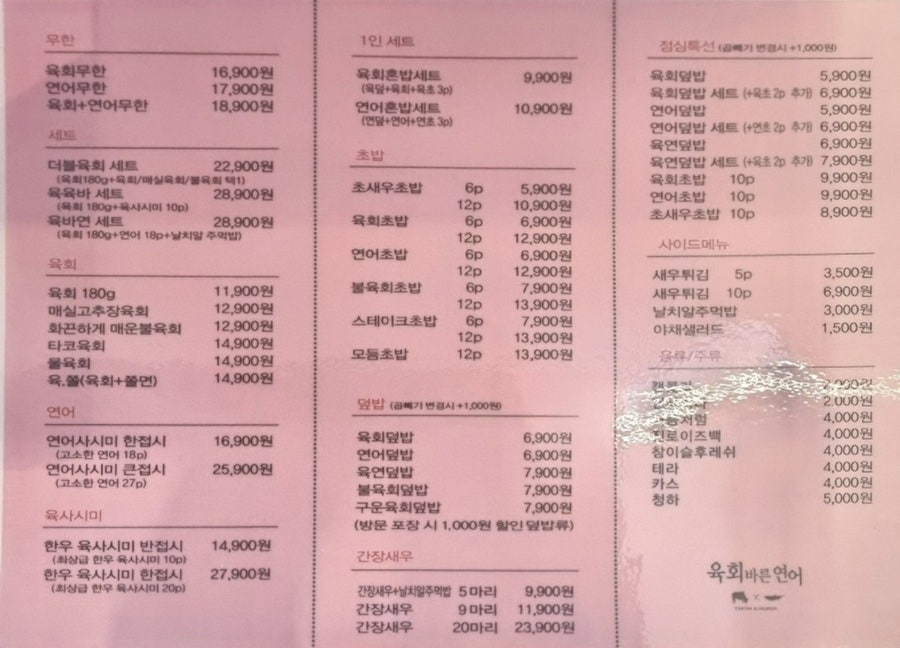 무한
육회무한 16,900원
연어무한 17,900원
육회+연어무한 18,900원
세트
더블육회 세트 22,900원
(육회180g+육회/매실육회/불육회 택1)
육육바 세트 28,900원
(육회 180g+육사시미 10p)
육바연 세트 28,900원
(육회 180g+연어 18p+날치알 주먹밥)
육회
육회 180g 11,900원
매실고추장육회 12,900원
화끈하게 매운불육회 12,900원
타코육회 14,900원
물육회 14,900원
육.쫄(육회+쫄면) 14,900원
연어
연어사시미 한접시 16,900원
(고소한 연어 18p)
연어사시미 큰접시 25,900원
(고소한 연어 27p)
육사시미
한우 육사시미 반접시 14,900원
(최상급 한우 육사시미 10p)
한우 육사시미 한접시 27,900원
(최상급 한우 육사시미 20p)
1인 세트
육회혼밥세트 9,900원
(육덮+육회+육초 3p)
연어혼밥세트 10,900원
(연덮+연어+연초 3p)
초밥
초새우초밥 6p 5,900원
12p 10,900원
육회초밥 6p 6,900원
12p 12,900원
연어초밥 6p 6,900원
12p 12,900원
불육회초밥 6p 7,900원
12p 13,900원
스테이크초밥 6p 7,900원
12p 13,900원
모듬초밥 12p 13,900원
덮밥 (곱빼기 변경시 +1,000원)
육회덮밥 6,900원
연어덮밥 6,900원
육연덮밥 7,900원
불육회덮밥 7,900원
구운육회덮밥 7,900원
(방문 포장 시 1,000원 할인 덮밥류)
간장새우
간장새우+날치알주먹밥 5마리 9,900원
간장새우 9마리 11,900원
간장새우 20마리 23,900원
점심특선 (곱빼기 변경시 +1,000원)
육회덮밥 5,900원
육회덮밥 세트 (+육초 2p 추가) 6,900원
연어덮밥 5,900원
연어덮밥 세트 (+연초 2p 추가) 6,900원
육연덮밥 6,900원
육연덮밥 세트 (+육초 2p 추가) 7,900원
육회초밥 10p 9,900원
연어초밥 10p 9,900원
초새우초밥 10p 8,900원
사이드메뉴
새우튀김 5p 3,500원
새우튀김 10p 6,900원
날치알주먹밥 3,000원
야채샐러드 1,500원
음료/주류
2,000원
2,000원
4,000원
진로이즈백 4,000원
참이슬후레쉬 4,000원
테라 4,000원
카스 4,000원
청하 5,000원
육회바른연어